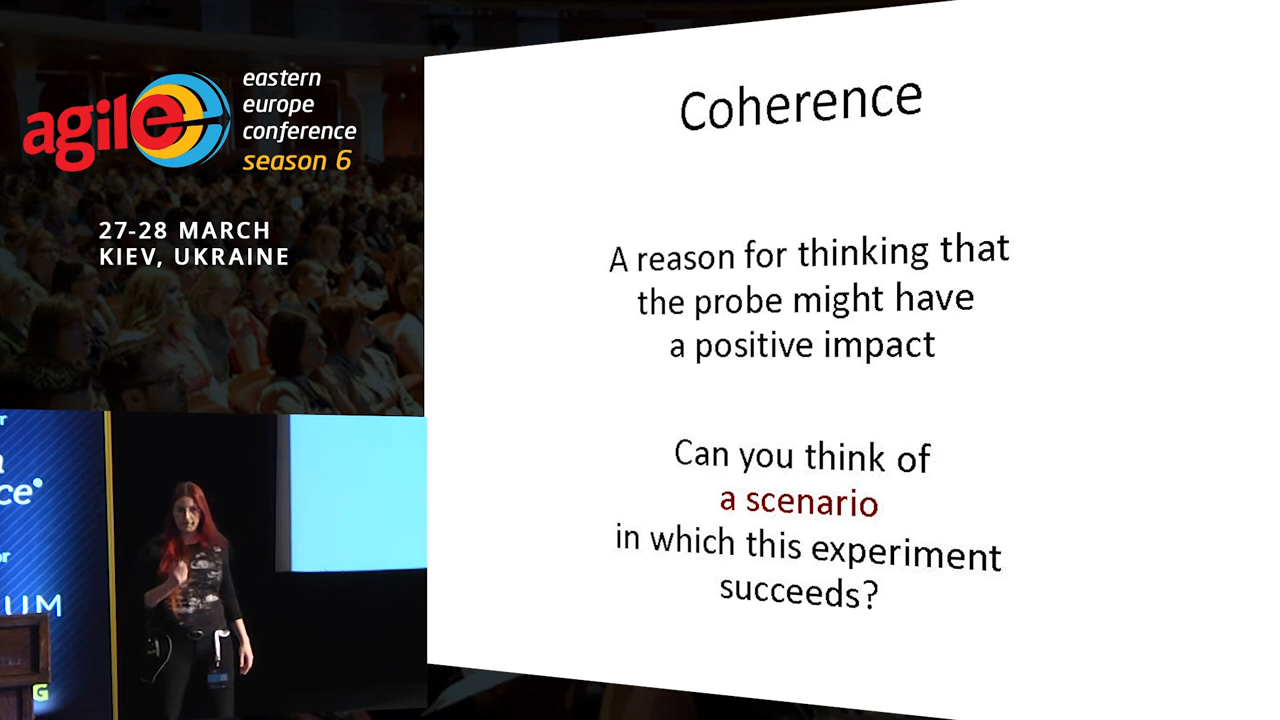 agile
eastern
europe
conference
season 6
27-28 MARCH
KIEV, UKRAINE
Coherence
A reason for thinking that
the probe might have
a positive impact
Can you think of
a scenario
in which this experiment
succeeds?